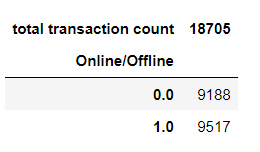 total transaction count 18705
Online/Offline
0.0 9188
1.0 9517